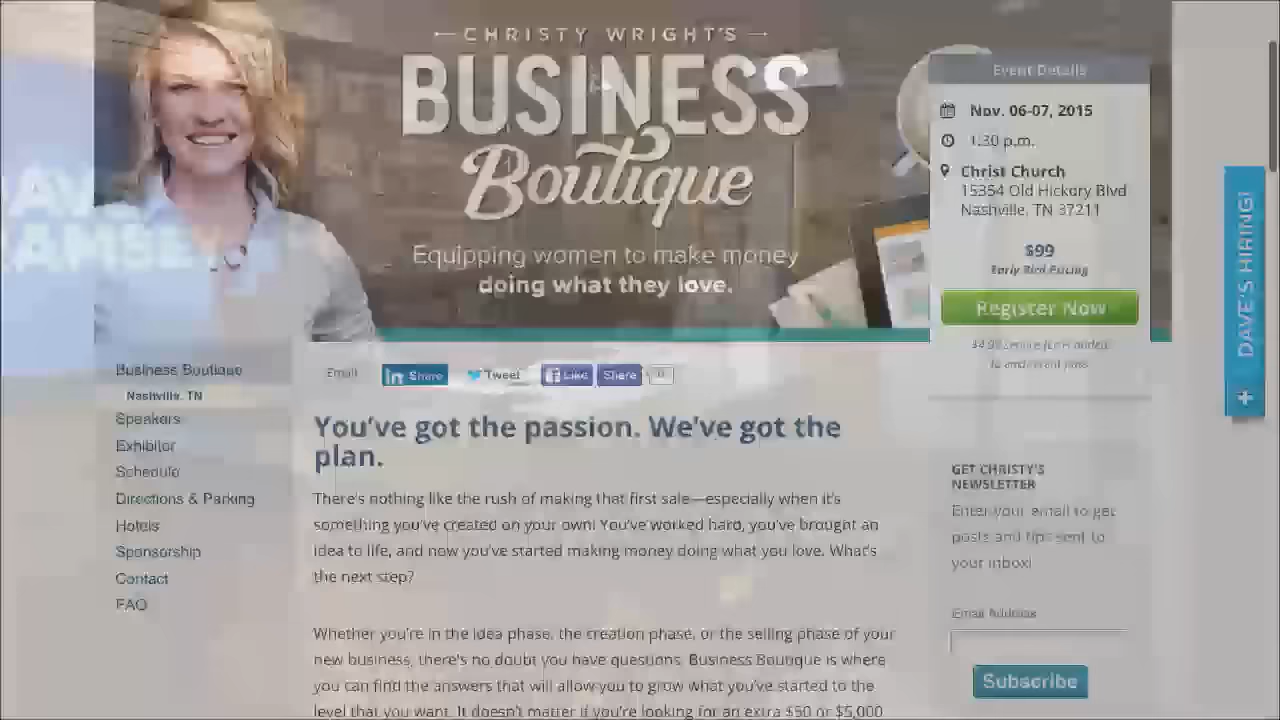 CHRISTY WRIGHT'S
BUSINESS
Boutique
Equipping women to make money
doing what they love.
Event Details
Nov. 06-07, 2015
1:30 p.m.
Christ Church
15354 Old Hickory Blvd
Nashville, TN 37211
$99
Early Bird Pricing
Register Now
DAVE'S HIRING!
+
Business Boutique
Nashville, TN
Speakers
Exhibitor
Schedule
Directions & Parking
Hotels
Sponsorship
Contact
FAQ
Email
in Share
Tweet
f Like
Share
You've got the passion. We've got the
plan.
There's nothing like the rush of making that first sale—especially when it's
something you've created on your own! You've worked hard, you've brought an
idea to life, and now you've started making money doing what you love. What's
the next step?
Whether you're in the idea phase, the creation phase, or the selling phase of your
new business, there's no doubt you have questions. Business Boutique is where
you can find the answers that will allow you to grow what you've started to the
level that you want. It doesn't matter if you're looking for an extra $50 or $5,000
GET CHRISTY'S
NEWSLETTER
Enter your email to get
posts and tips sent to
your inbox!
Email Address
Subscribe